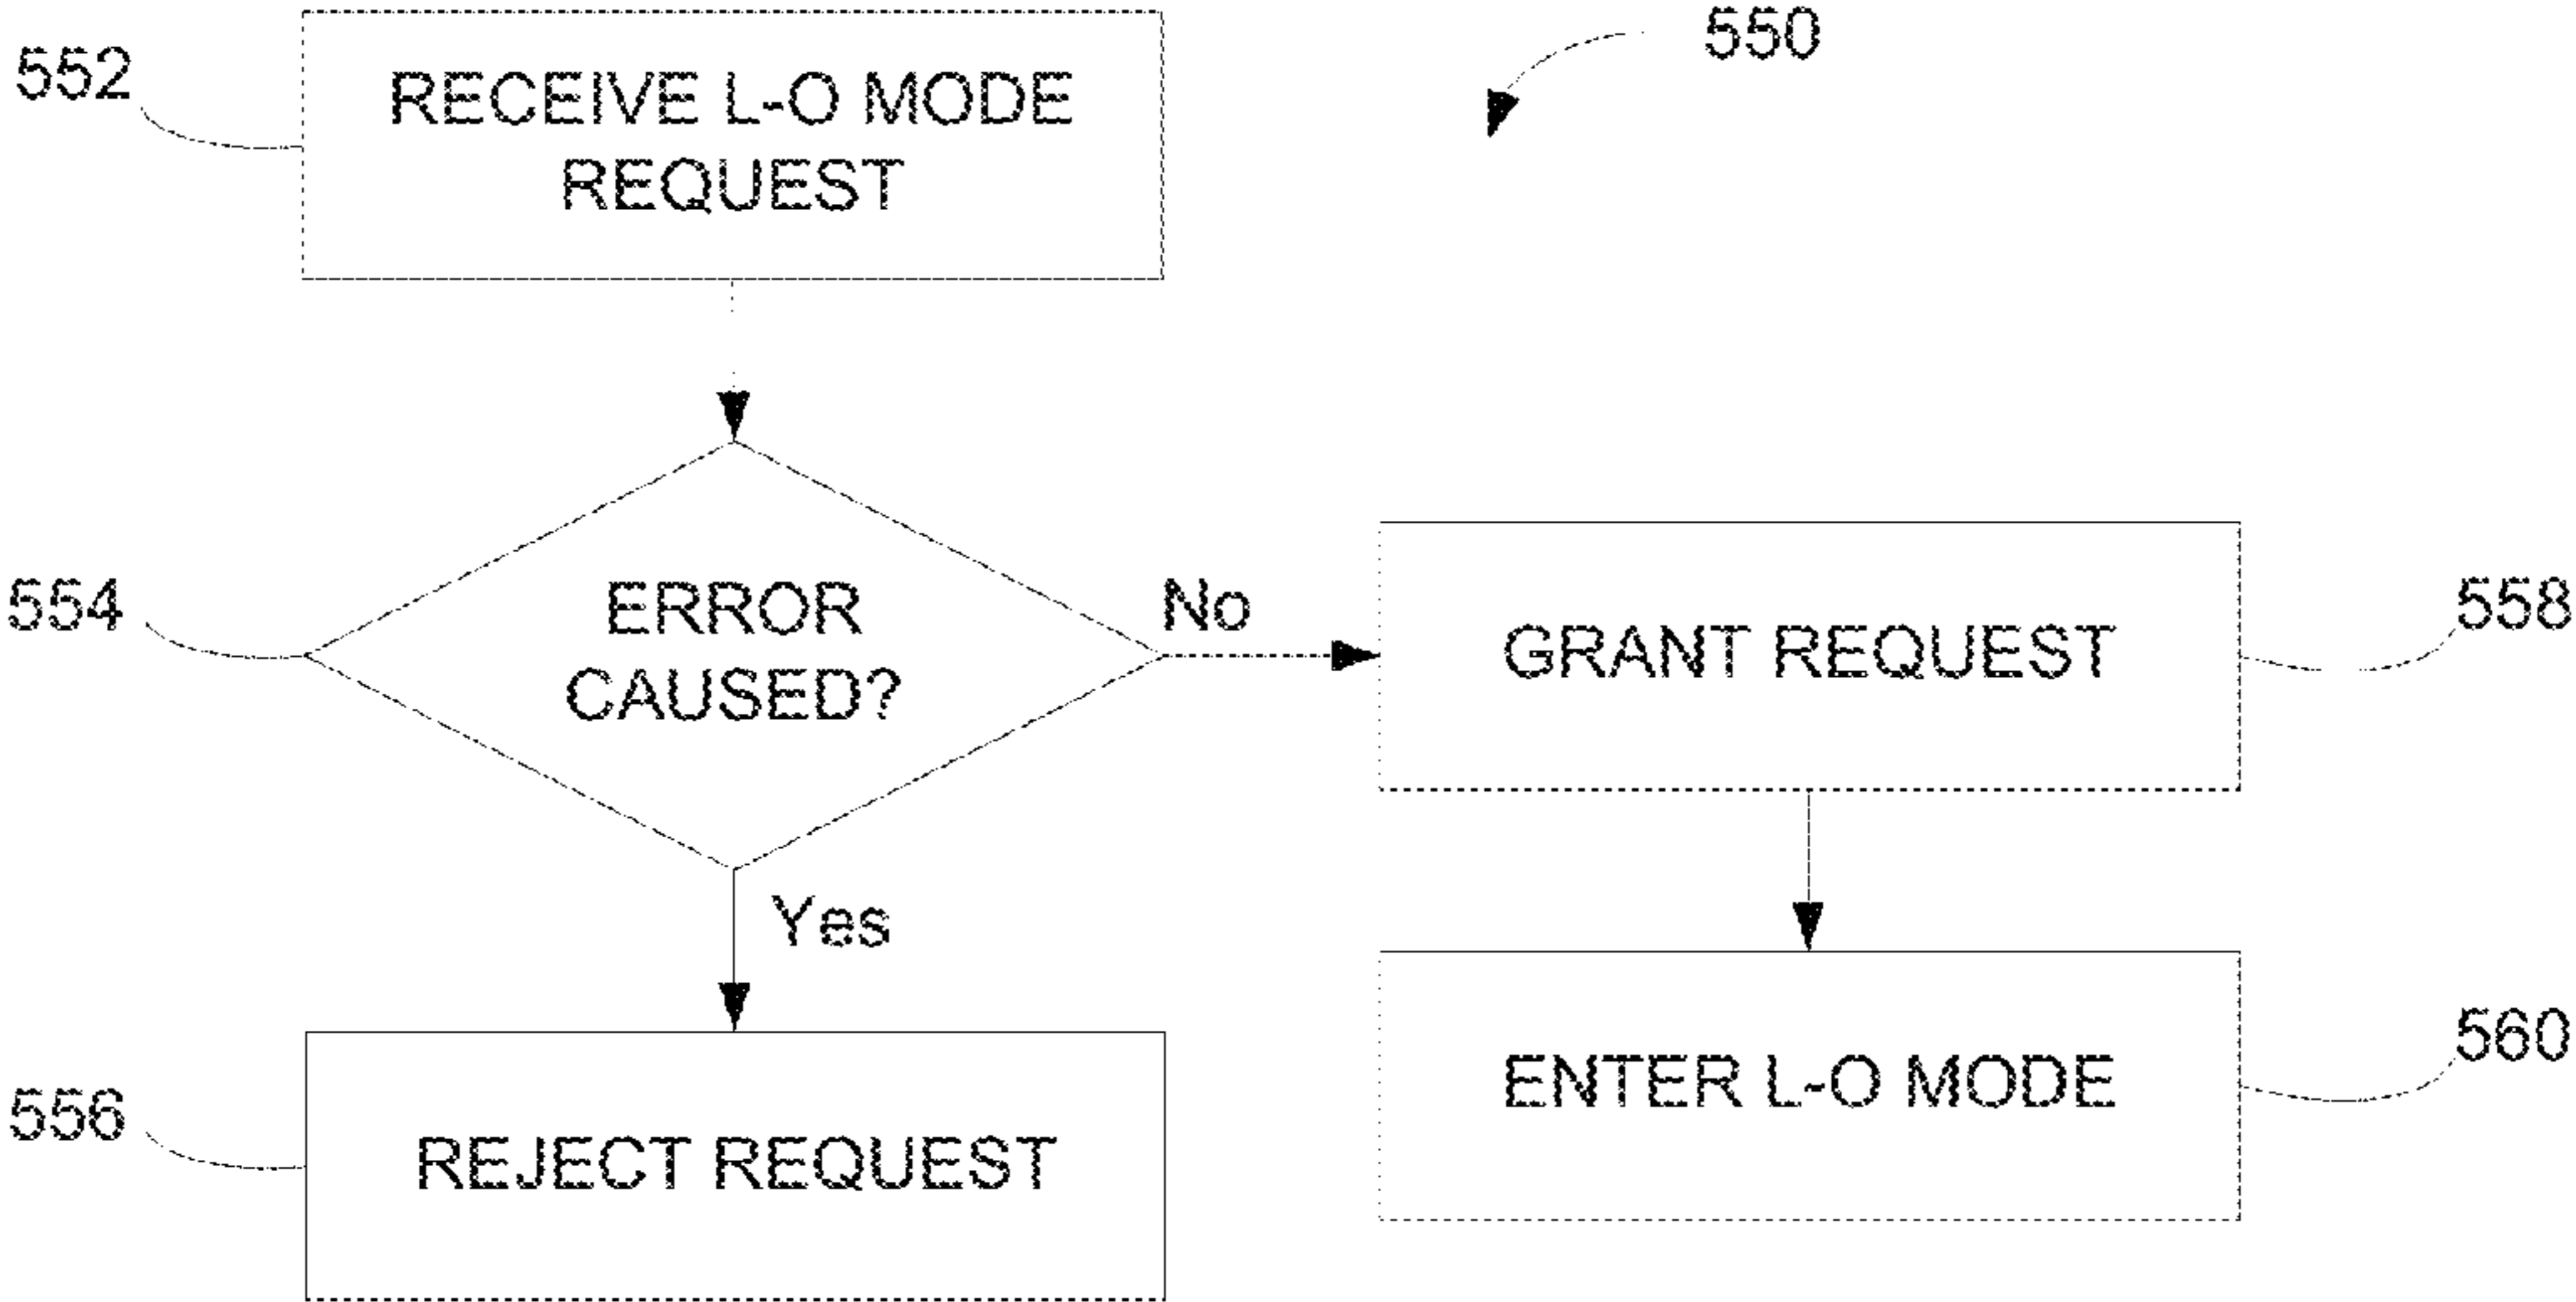 550
552
RECEIVE L-O MODE
REQUEST
554
ERROR
CAUSED?
No
GRANT REQUEST
558
Yes
556
REJECT REQUEST
ENTER L-O MODE
560